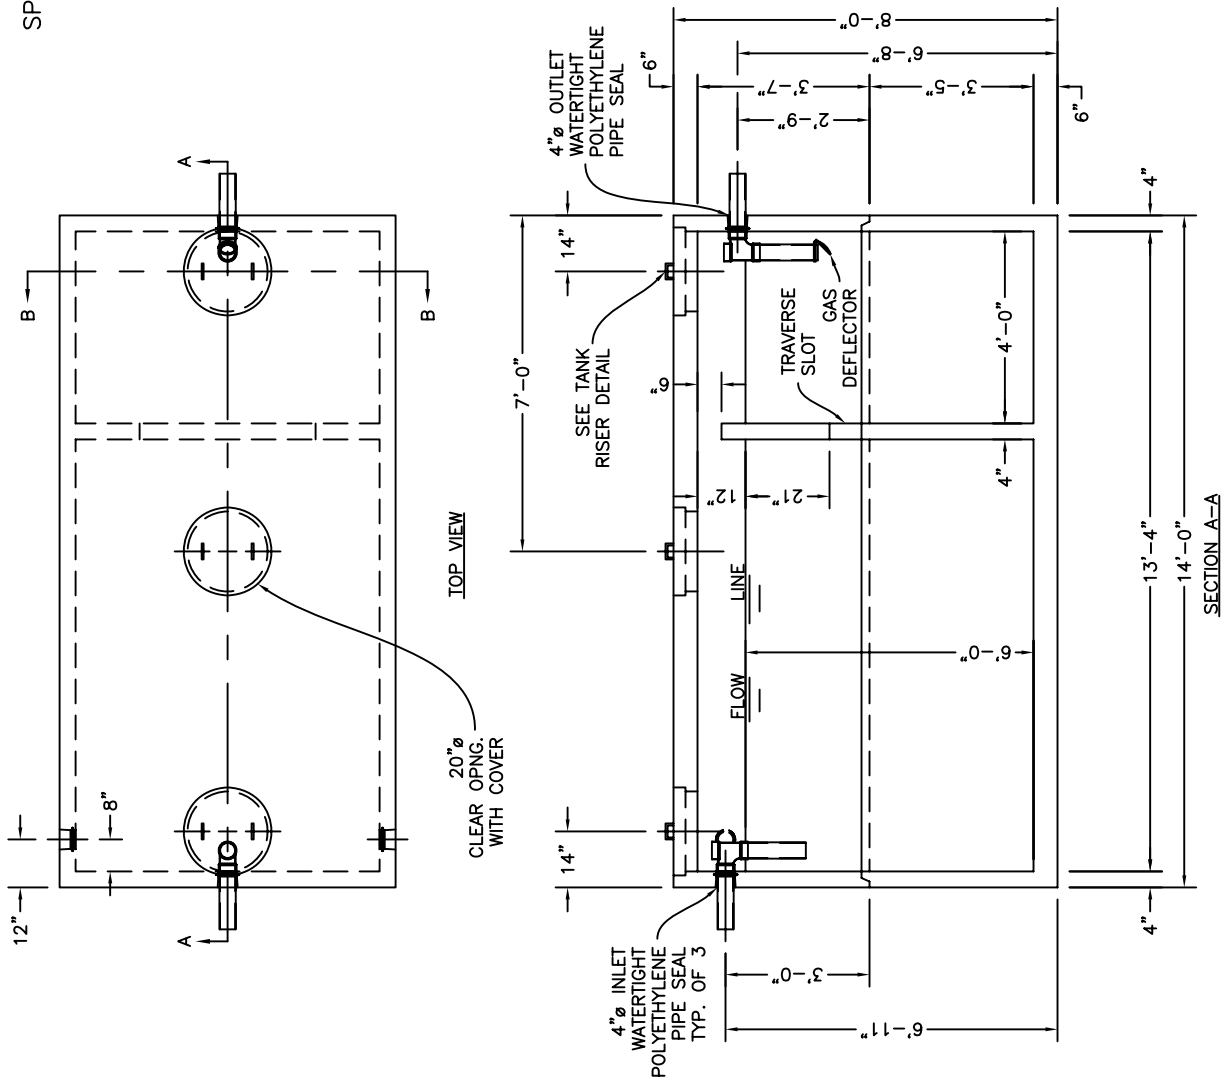 SP
A
A
B
B
12"
8"
20"ø
CLEAR OPNG.
WITH COVER
TOP VIEW
4"ø OUTLET
WATERTIGHT
POLYETHYLENE
PIPE SEAL
14"
7'-0"
14"
SEE TANK
RISER DETAIL
6"
8'-0"
6'-8"
6"
3'-7"
2'-9"
3'-5"
6"
TRAVERSE
SLOT
GAS
DEFLECTOR
12"
21"
FLOW LINE
6'-0"
4'-0"
4"
4"ø INLET
WATERTIGHT
POLYETHYLENE
PIPE SEAL
TYP. OF 3
3'-0"
6'-11"
4"
13'-4"
4"
14'-0"
SECTION A-A